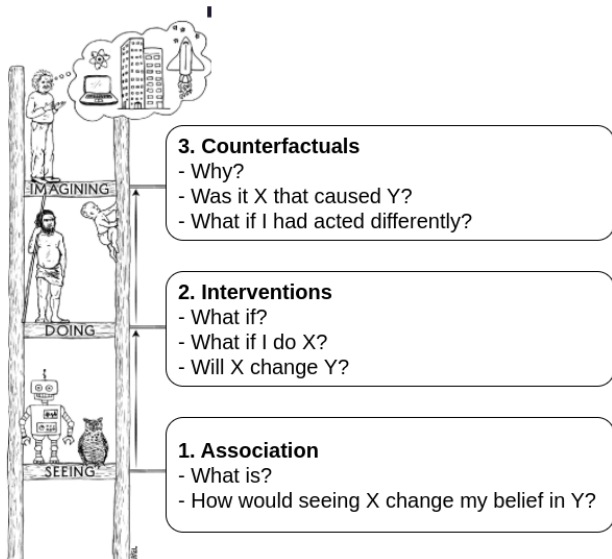 3. Counterfactuals
- Why?
- Was it X that caused Y?
- What if I had acted differently?
IMAGINING
2. Interventions
- What if?
- What if I do X?
- Will X change Y?
DOING
1. Association
- What is?
- How would seeing X change my belief in Y?
SEEING